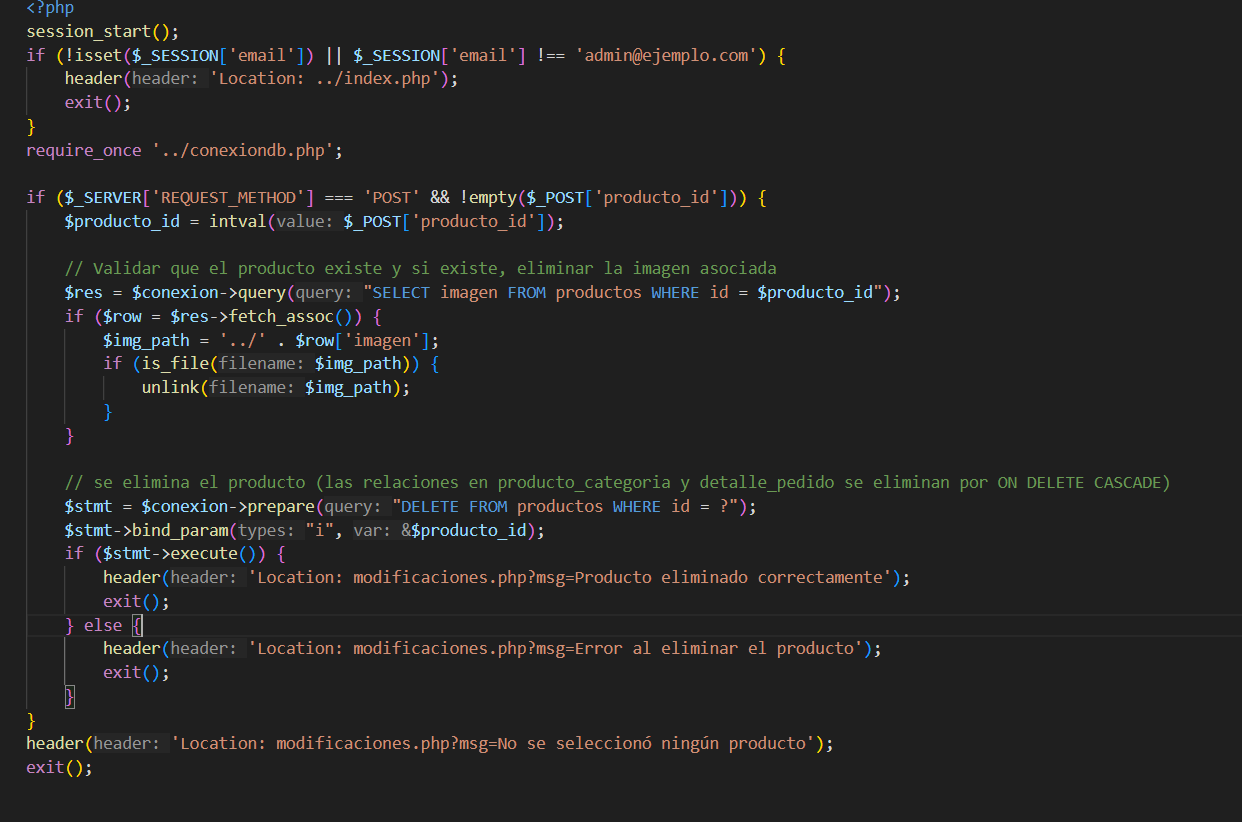 <?php
session_start();
if (!isset($_SESSION['email']) || $_SESSION['email'] !== 'admin@ejemplo.com') {
    header(header: 'Location: ../index.php');
    exit();
}
require_once '../conexiondb.php';

if ($_SERVER['REQUEST_METHOD'] === 'POST' && !empty($_POST['producto_id'])) {
    $producto_id = intval(value: $_POST['producto_id']);

    // Validar que el producto existe y si existe, eliminar la imagen asociada
    $res = $conexion->query(query: "SELECT imagen FROM productos WHERE id = $producto_id");
    if ($row = $res->fetch_assoc()) {
        $img_path = '../' . $row['imagen'];
        if (is_file(filename: $img_path)) {
            unlink(filename: $img_path);
        }
    }

    // se elimina el producto (las relaciones en producto_categoria y detalle_pedido se eliminan por ON DELETE CASCADE)
    $stmt = $conexion->prepare(query: "DELETE FROM productos WHERE id = ?");
    $stmt->bind_param(types: "i", var: &$producto_id);
    if ($stmt->execute()) {
        header(header: 'Location: modificaciones.php?msg=Producto eliminado correctamente');
        exit();
    } else {
        header(header: 'Location: modificaciones.php?msg=Error al eliminar el producto');
        exit();
    }
}
header(header: 'Location: modificaciones.php?msg=No se seleccionó ningún producto');
exit();